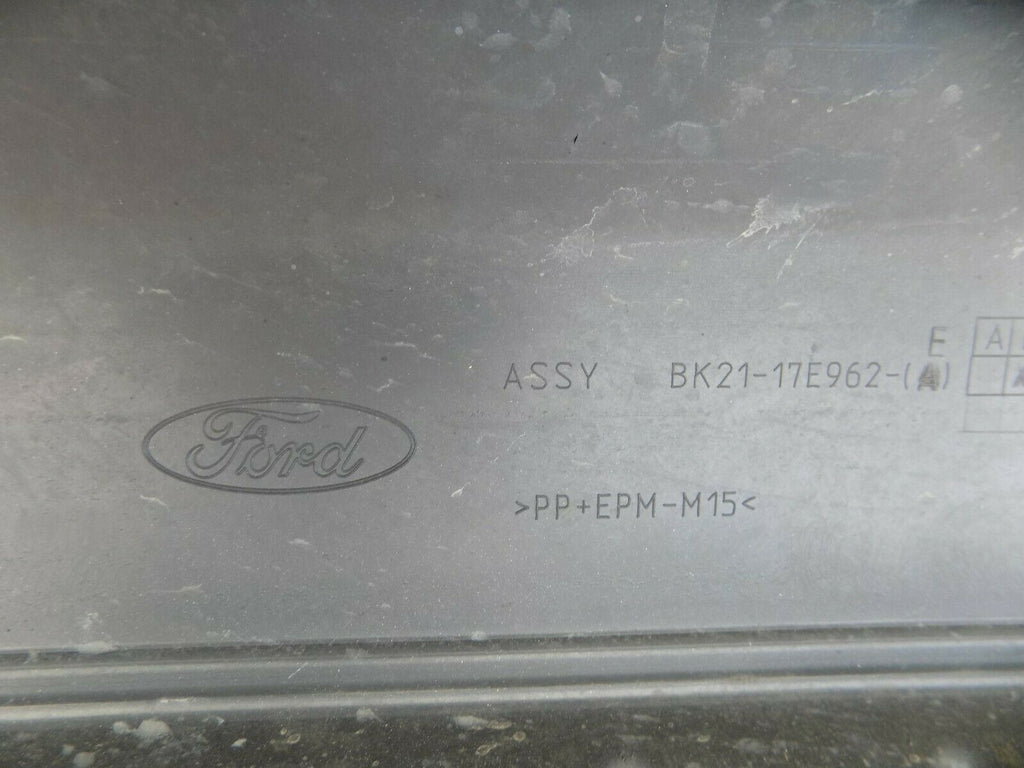 E
A
ASSY BK21-17E962-(A)
Ford
>PP+EPM-M15<